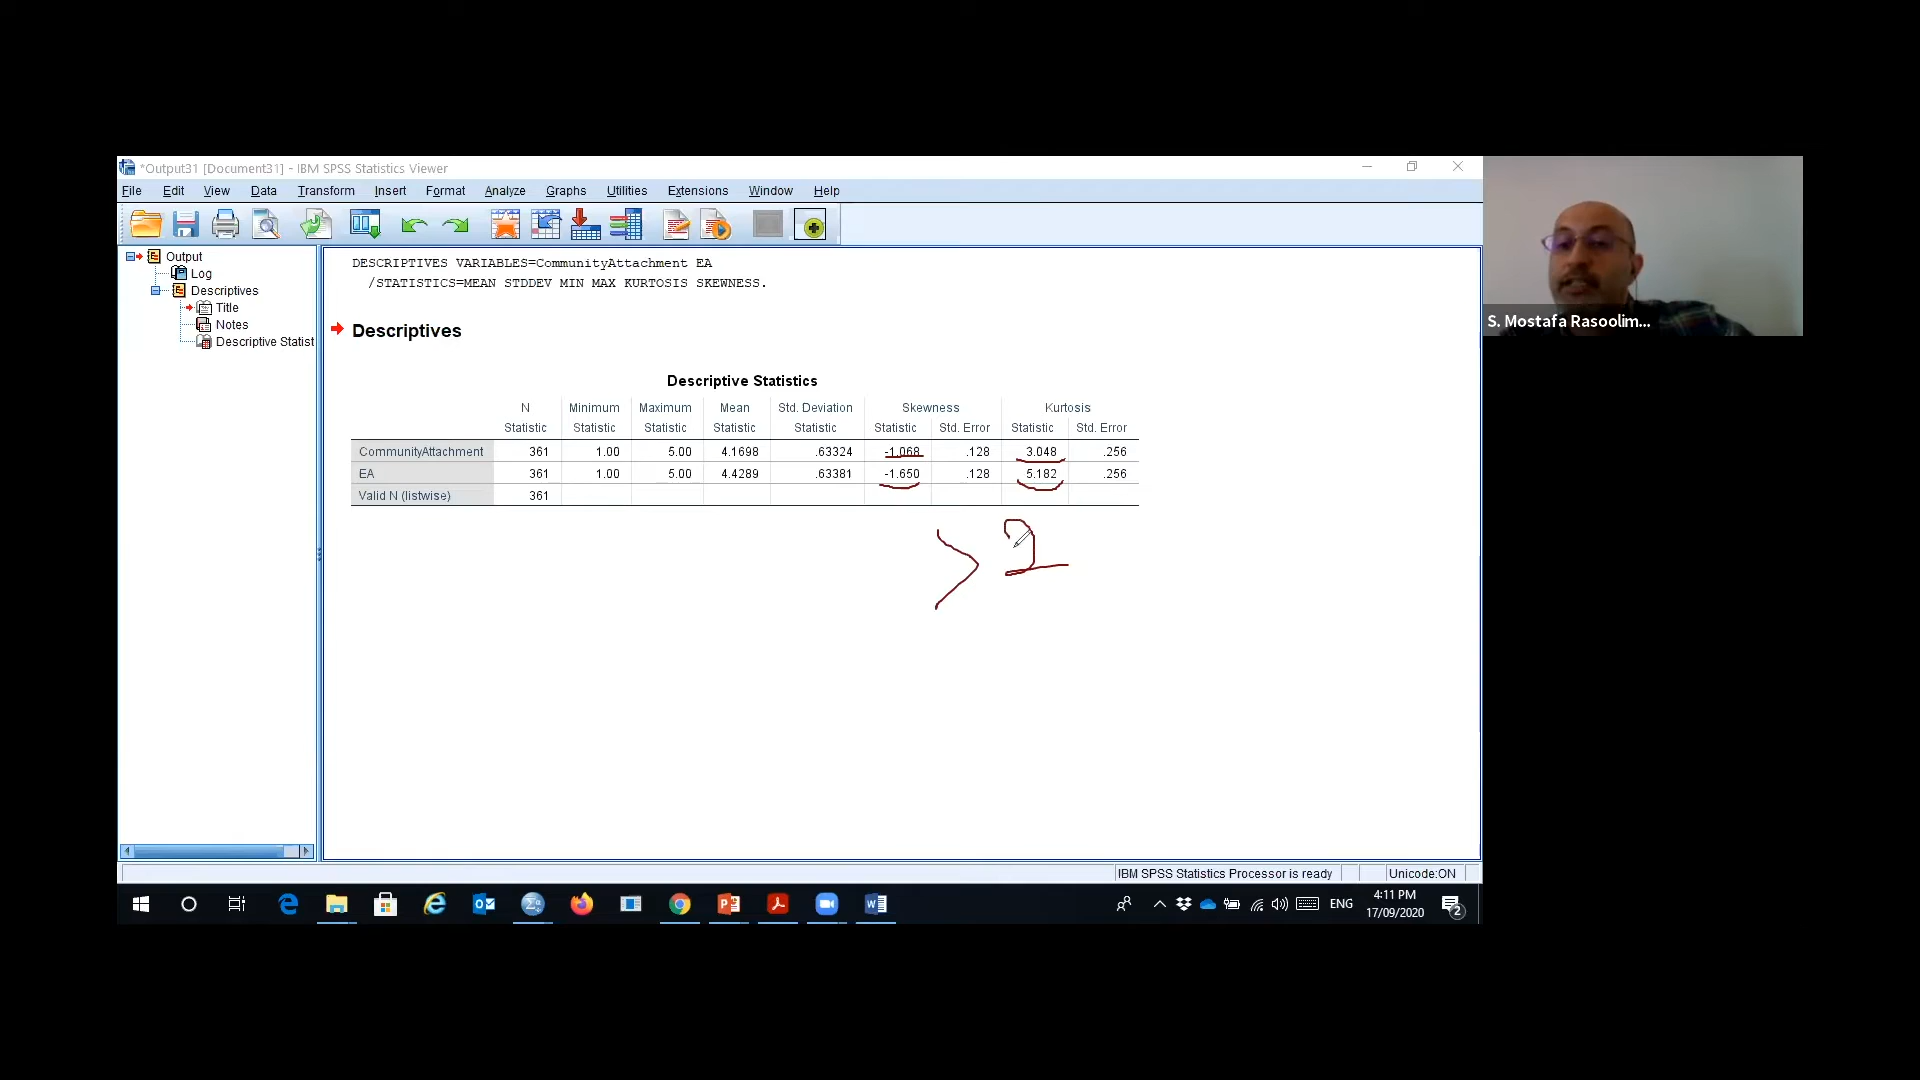 *Output31 [Document31] - IBM SPSS Statistics Viewer
File Edit View Data Transform Insert Format Analyze Graphs Utilities Extensions Window Help
Output
Log
Descriptives
Title
Notes
Descriptive Statist
DESCRIPTIVES VARIABLES=CommunityAttachment EA
/STATISTICS=MEAN STDDEV MIN MAX KURTOSIS SKEWNESS.
Descriptives
Descriptive Statistics
N Minimum Maximum Mean Std. Deviation Skewness Kurtosis
Statistic Statistic Statistic Statistic Statistic Statistic Std. Error Statistic Std. Error
CommunityAttachment 361 1.00 5.00 4.1698 .63324 -1.068 .128 3.048 .256
EA 361 1.00 5.00 4.4289 .63381 -1.650 .128 5.182 .256
Valid N (listwise) 361
> 2
S. Mostafa Rasoolim...
IBM SPSS Statistics Processor is ready Unicode:ON
ENG
4:11 PM
17/09/2020
2